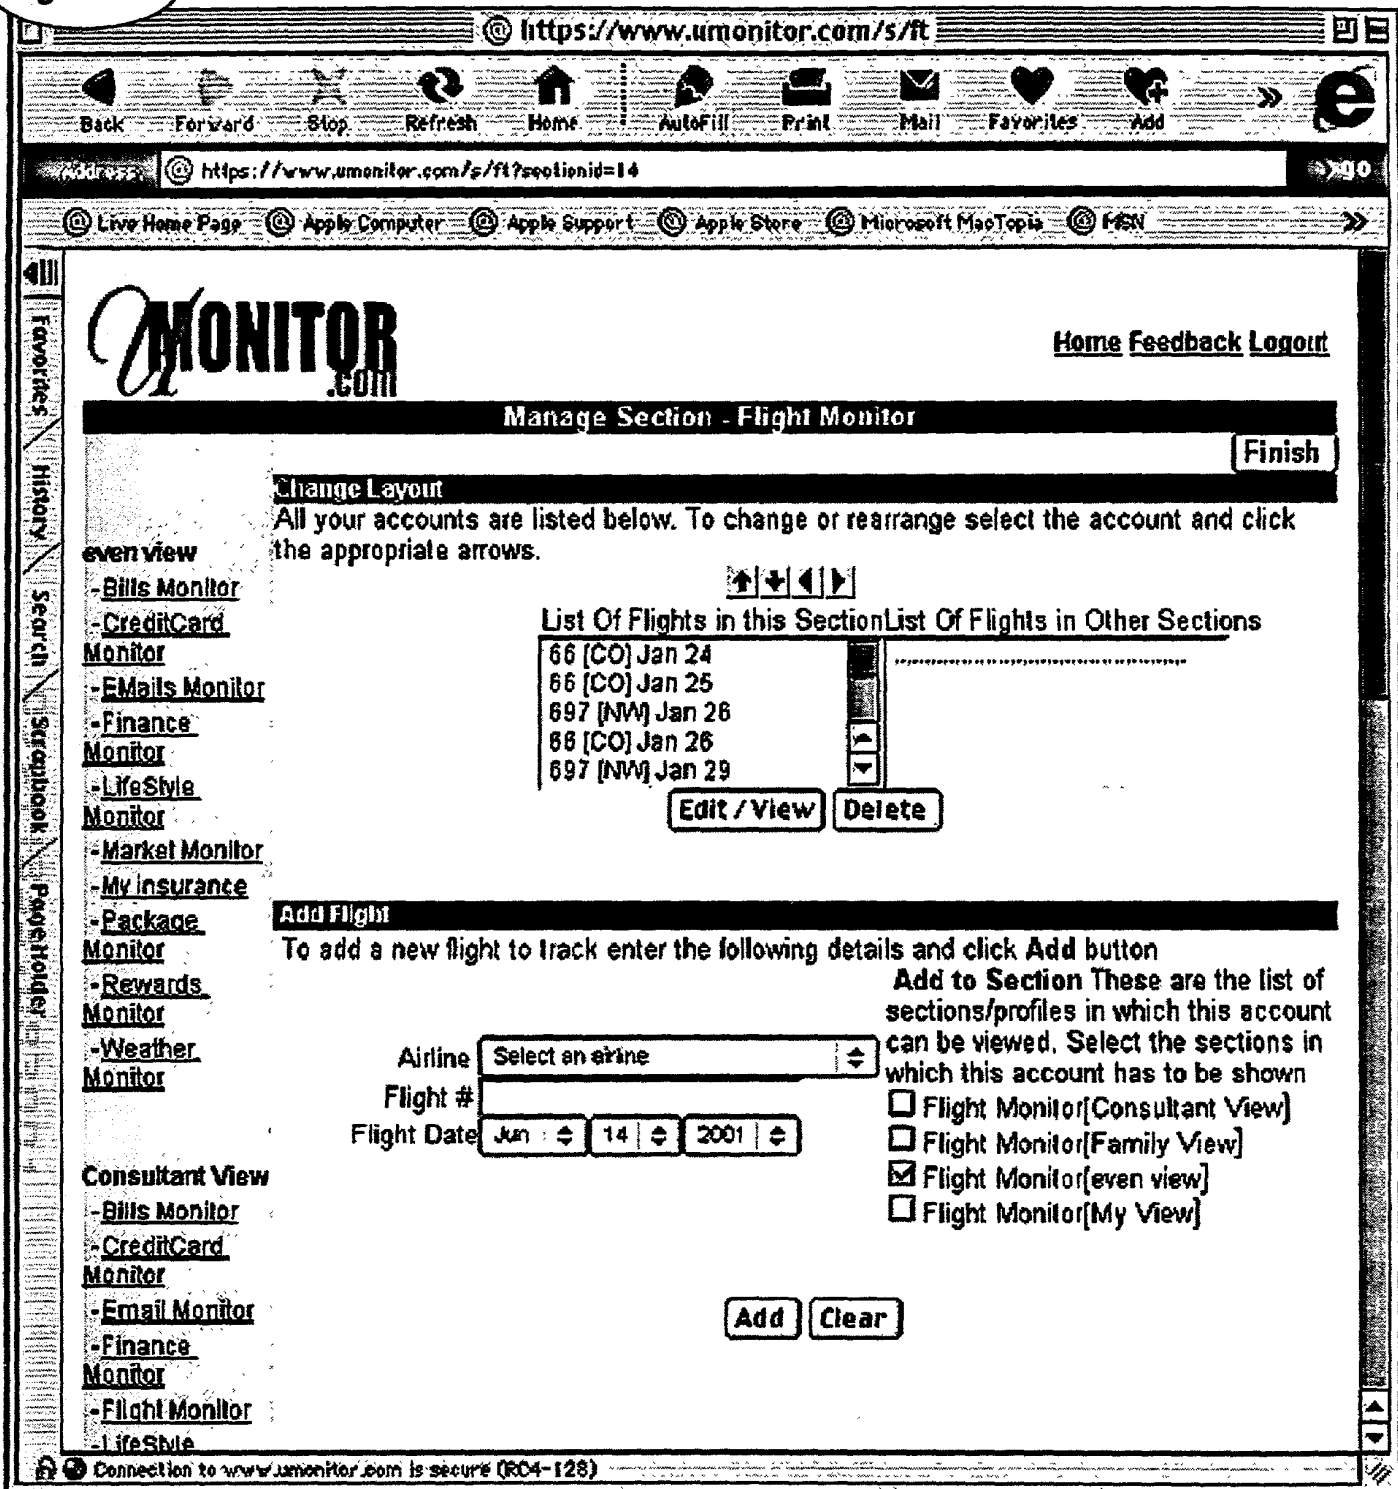 https://www.umonitor.com/s/ft
Back Forward Stop Refresh Home AutoFill Print Mail Favorites Add
Address: https://www.umonitor.com/s/ft?sectionid=14 go
Live Home Page Apple Computer Apple Support Apple Store Microsoft MacTopia MSN
Favorites
History
Search
Scrapbook
Page Holder
UMONITOR
.com
Home Feedback Logout
Manage Section - Flight Monitor
Finish
Change Layout
All your accounts are listed below. To change or rearrange select the account and click
the appropriate arrows.
List Of Flights in this Section List Of Flights in Other Sections
66 [CO] Jan 24
66 [CO] Jan 25
697 [NW] Jan 26
66 [CO] Jan 26
697 [NW] Jan 29
Edit / View Delete
even view
-Bills Monitor
-CreditCard
Monitor
-EMails Monitor
-Finance
Monitor
-LifeStyle
Monitor
-Market Monitor
-My insurance
-Package
Monitor
-Rewards
Monitor
-Weather
Monitor
Consultant View
-Bills Monitor
-CreditCard
Monitor
-Email Monitor
-Finance
Monitor
-Flight Monitor
-LifeStyle
Add Flight
To add a new flight to track enter the following details and click Add button
Airline Select an airline
Flight #
Flight Date Jun 14 2001
Add to Section These are the list of
sections/profiles in which this account
can be viewed. Select the sections in
which this account has to be shown
Flight Monitor[Consultant View]
Flight Monitor[Family View]
Flight Monitor[even view]
Flight Monitor[My View]
Add Clear
Connection to www.umonitor.com is secure (RC4-128)